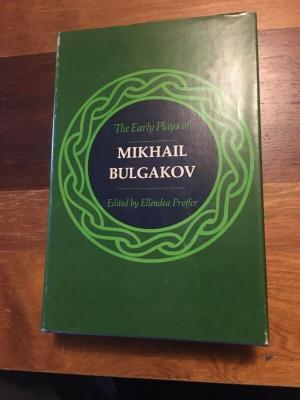 The Early Plays of
MIKHAIL
BULGAKOV
Edited by Ellendea Proffer